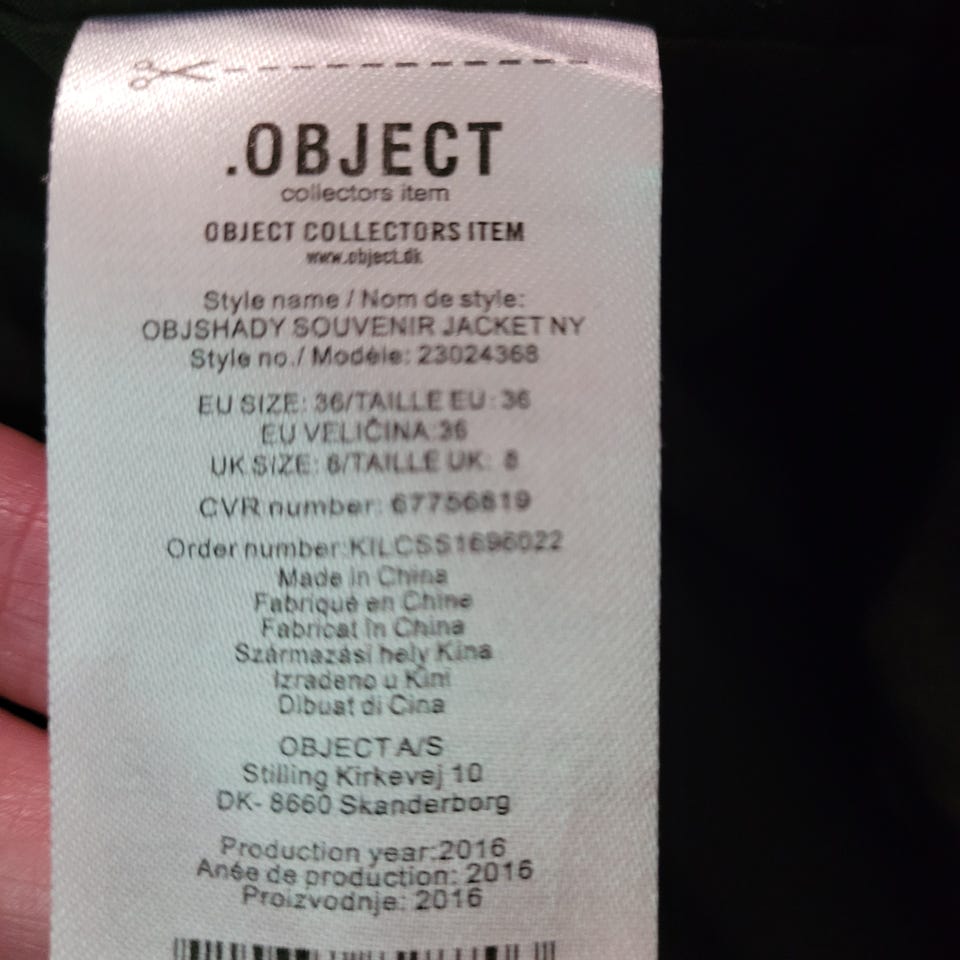 .OBJECT
collectors item
OBJECT COLLECTORS ITEM
www.object.dk
Style name / Nom de style:
OBJSHADY SOUVENIR JACKET NY
Style no./ Modéle: 23024368
EU SIZE: 36/TAILLE EU: 36
EU VELIČINA:36
UK SIZE: 8/TAILLE UK: 8
CVR number: 67756819
Order number:KILCSS1696022
Made in China
Fabriqué en Chine
Fabricat în China
Származási hely Kína
Izradeno u Kini
Dibuat di Cina
OBJECT A/S
Stilling Kirkevej 10
DK- 8660 Skanderborg
Production year:2016
Anée de production: 2016
Proizvodnje: 2016